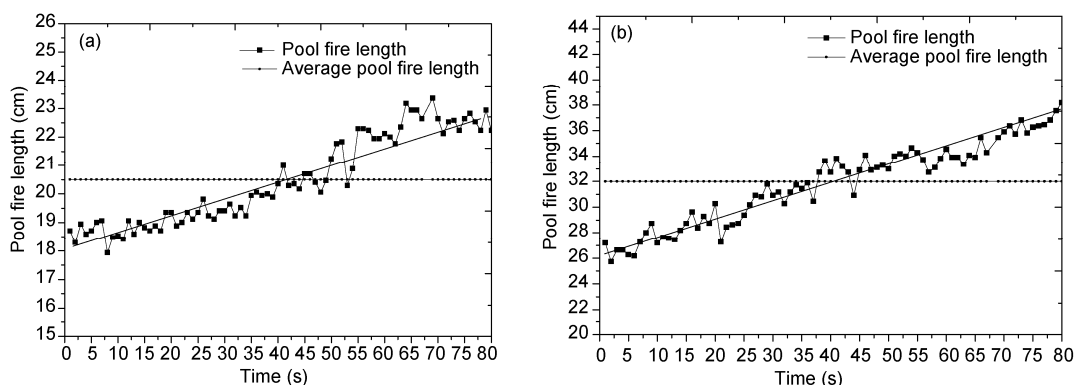 (a)
Pool fire length
Average pool fire length
Pool fire length (cm)
26
25
24
23
22
21
20
19
18
17
16
15
0 5 10 15 20 25 30 35 40 45 50 55 60 65 70 75 80
Time (s)
(b)
Pool fire length
Average pool fire length
Pool fire length (cm)
44
42
40
38
36
34
32
30
28
26
24
22
20
0 5 10 15 20 25 30 35 40 45 50 55 60 65 70 75 80
Time (s)